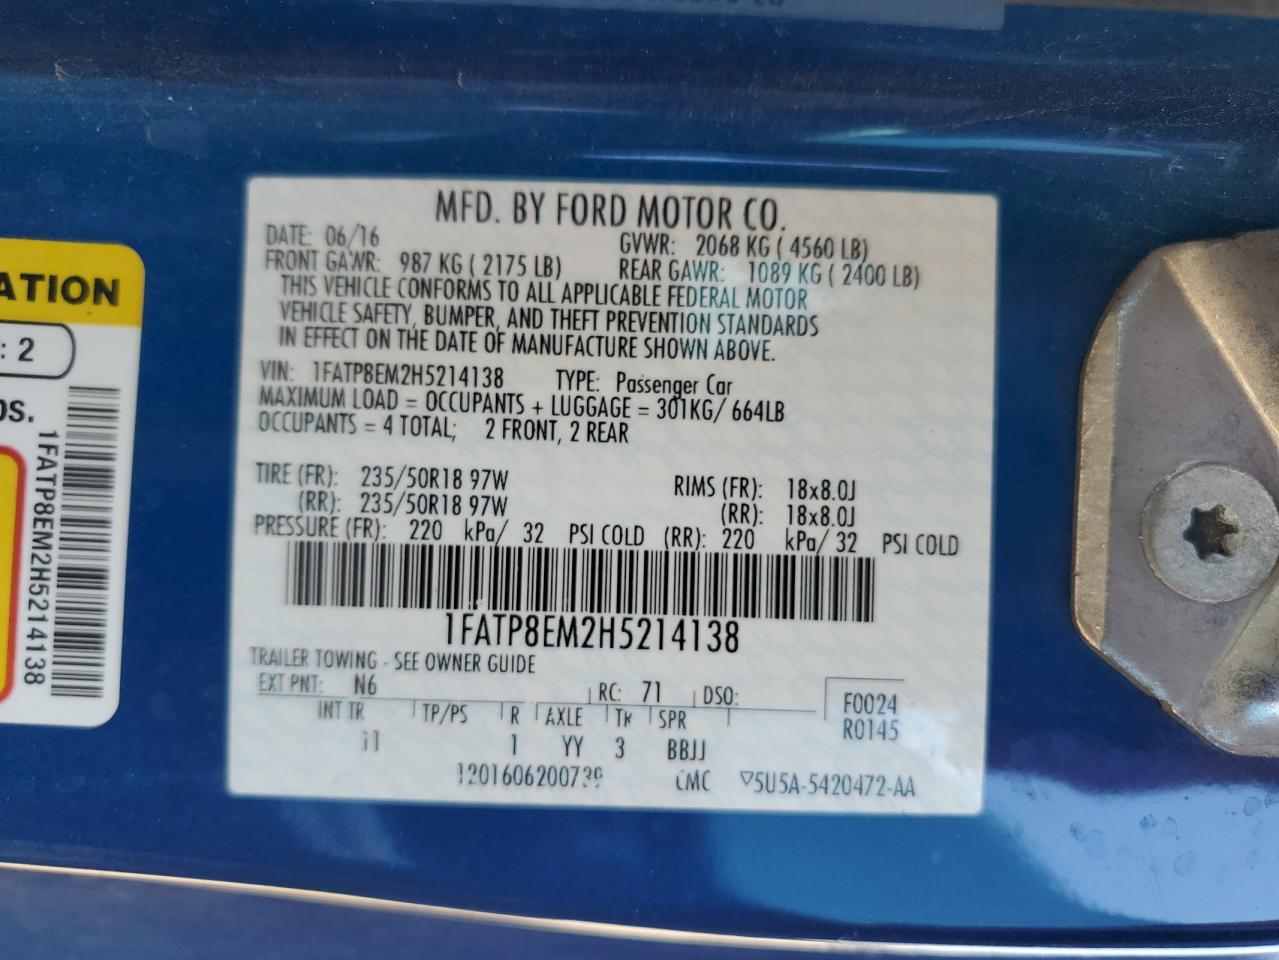 MFD. BY FORD MOTOR CO.
DATE: 06/16 GVWR: 2068 KG ( 4560 LB)
FRONT GAWR: 987 KG ( 2175 LB) REAR GAWR: 1089 KG ( 2400 LB)
THIS VEHICLE CONFORMS TO ALL APPLICABLE FEDERAL MOTOR
VEHICLE SAFETY, BUMPER, AND THEFT PREVENTION STANDARDS
IN EFFECT ON THE DATE OF MANUFACTURE SHOWN ABOVE.
VIN: 1FATP8EM2H5214138 TYPE: Passenger Car
MAXIMUM LOAD = OCCUPANTS + LUGGAGE = 301KG/ 664LB
OCCUPANTS = 4 TOTAL; 2 FRONT, 2 REAR
TIRE (FR): 235/50R18 97W RIMS (FR): 18x8.0J
(RR): 235/50R18 97W (RR): 18x8.0J
PRESSURE (FR): 220 kPa/ 32 PSI COLD (RR): 220 kPa/ 32 PSI COLD
1FATP8EM2H5214138
TRAILER TOWING - SEE OWNER GUIDE
EXT PNT: N6 RC: 71 DSO: F0024
INT TR TP/PS R AXLE TR SPR R0145
11 1 YY 3 BBJJ
CMC ▽5U5A-5420472-AA
ATION
: 2
OS.
1FATP8EM2H5214138